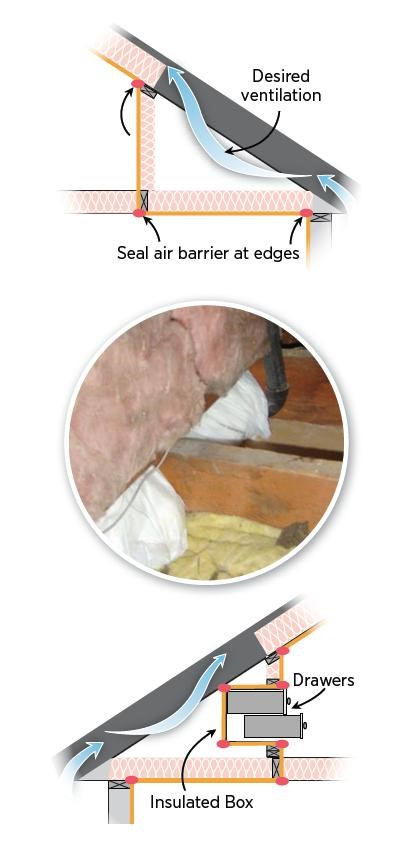 Desired
ventilation
Seal air barrier at edges
Drawers
Insulated Box